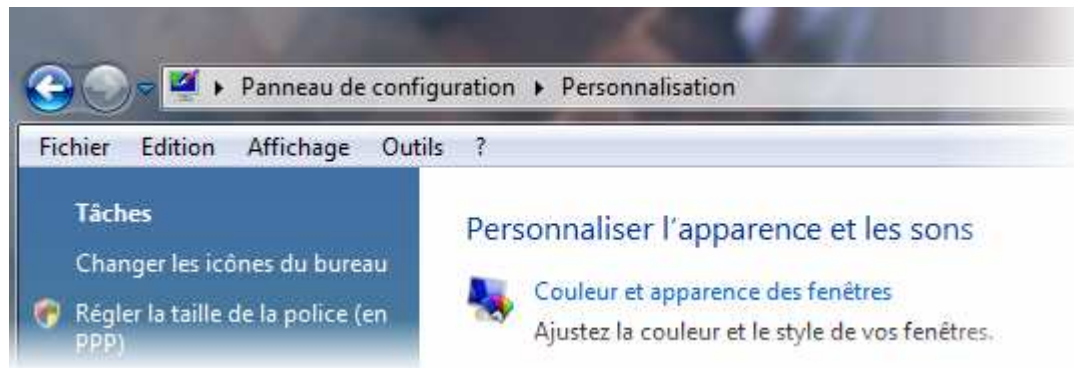 Panneau de configuration Personnalisation
Fichier Edition Affichage Outils ?
Tâches
Changer les icônes du bureau
Régler la taille de la police (en
PPP)
Personnaliser l'apparence et les sons
Couleur et apparence des fenêtres
Ajustez la couleur et le style de vos fenêtres.